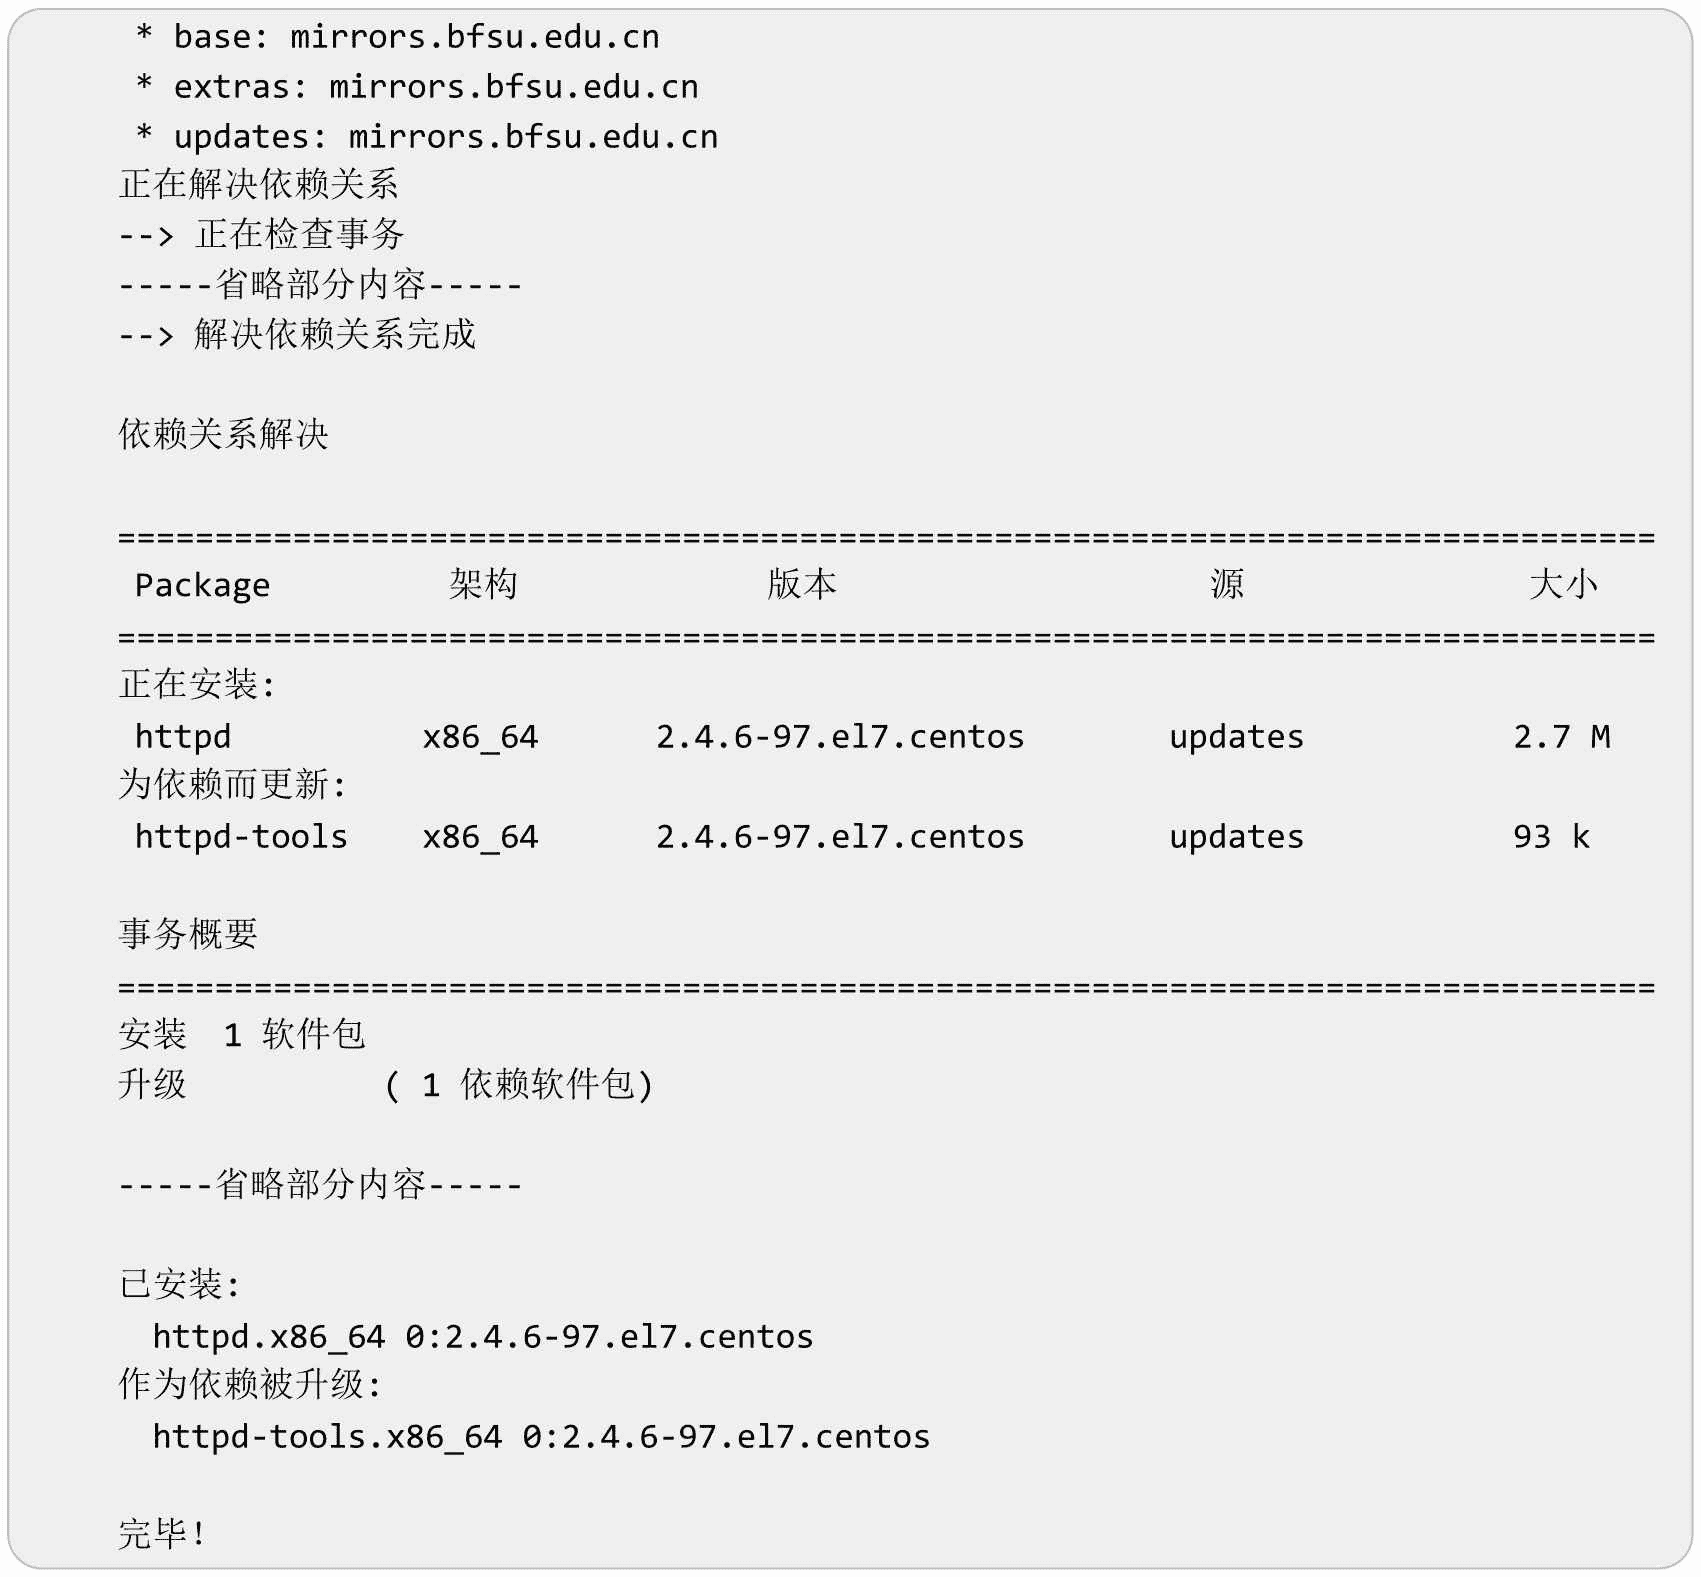 * base: mirrors.bfsu.edu.cn
* extras: mirrors.bfsu.edu.cn
* updates: mirrors.bfsu.edu.cn
正在解决依赖关系
--> 正在检查事务
-----省略部分内容-----
--> 解决依赖关系完成
依赖关系解决
===============================================================================
Package 架构 版本 源 大小
===============================================================================
正在安装:
httpd x86_64 2.4.6-97.el7.centos updates 2.7 M
为依赖而更新:
httpd-tools x86_64 2.4.6-97.el7.centos updates 93 k
事务概要
===============================================================================
安装 1 软件包
升级 ( 1 依赖软件包)
-----省略部分内容-----
已安装:
httpd.x86_64 0:2.4.6-97.el7.centos
作为依赖被升级:
httpd-tools.x86_64 0:2.4.6-97.el7.centos
完毕!